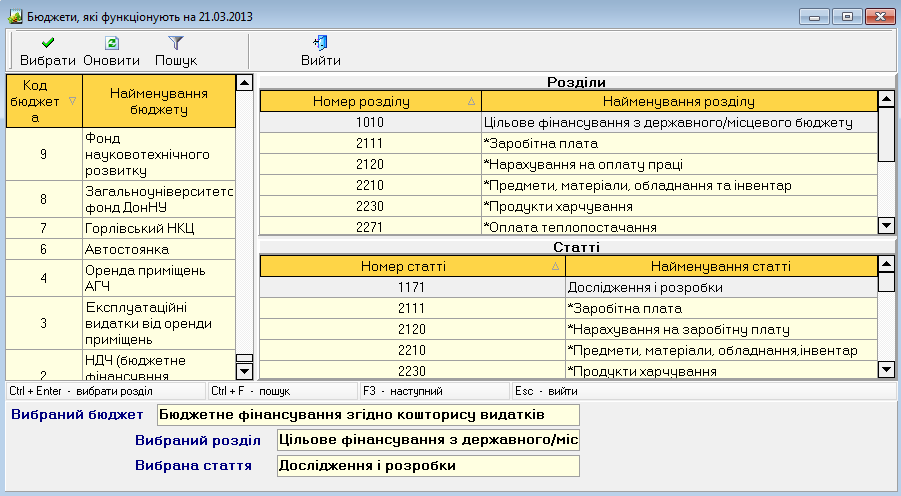 Бюджети, які функціонують на 21.03.2013
Вибрати Оновити Пошук Вийти
Код бюджет а
Найменування бюджету
9 Фонд науковотехнічного розвитку
8 Загальноуніверситетс фонд ДонНУ
7 Горлівський НКЦ
6 Автостоянка
4 Оренда приміщень АГЧ
3 Експлуатаційні видатки від оренди приміщень
2 НДЧ (бюджетне фінансування
Розділи
Номер розділу Найменування розділу
1010 Цільове фінансування з державного/місцевого бюджету
2111 *Заробітна плата
2120 *Нарахування на оплату праці
2210 *Предмети, матеріали, обладнання та інвентар
2230 *Продукти харчування
2271 *Оплата теплопостачання
Статті
Номер статті Найменування статті
1171 Дослідження і розробки
2111 *Заробітна плата
2120 *Нарахування на заробітну плату
2210 *Предмети, матеріали, обладнання,інвентар
2230 *Продукти харчування
Ctrl + Enter - вибрати розділ Ctrl + F - пошук F3 - наступний Esc - вийти
Вибраний бюджет Бюджетне фінансування згідно кошторису видатків
Вибраний розділ Цільове фінансування з державного/міс
Вибрана стаття Дослідження і розробки